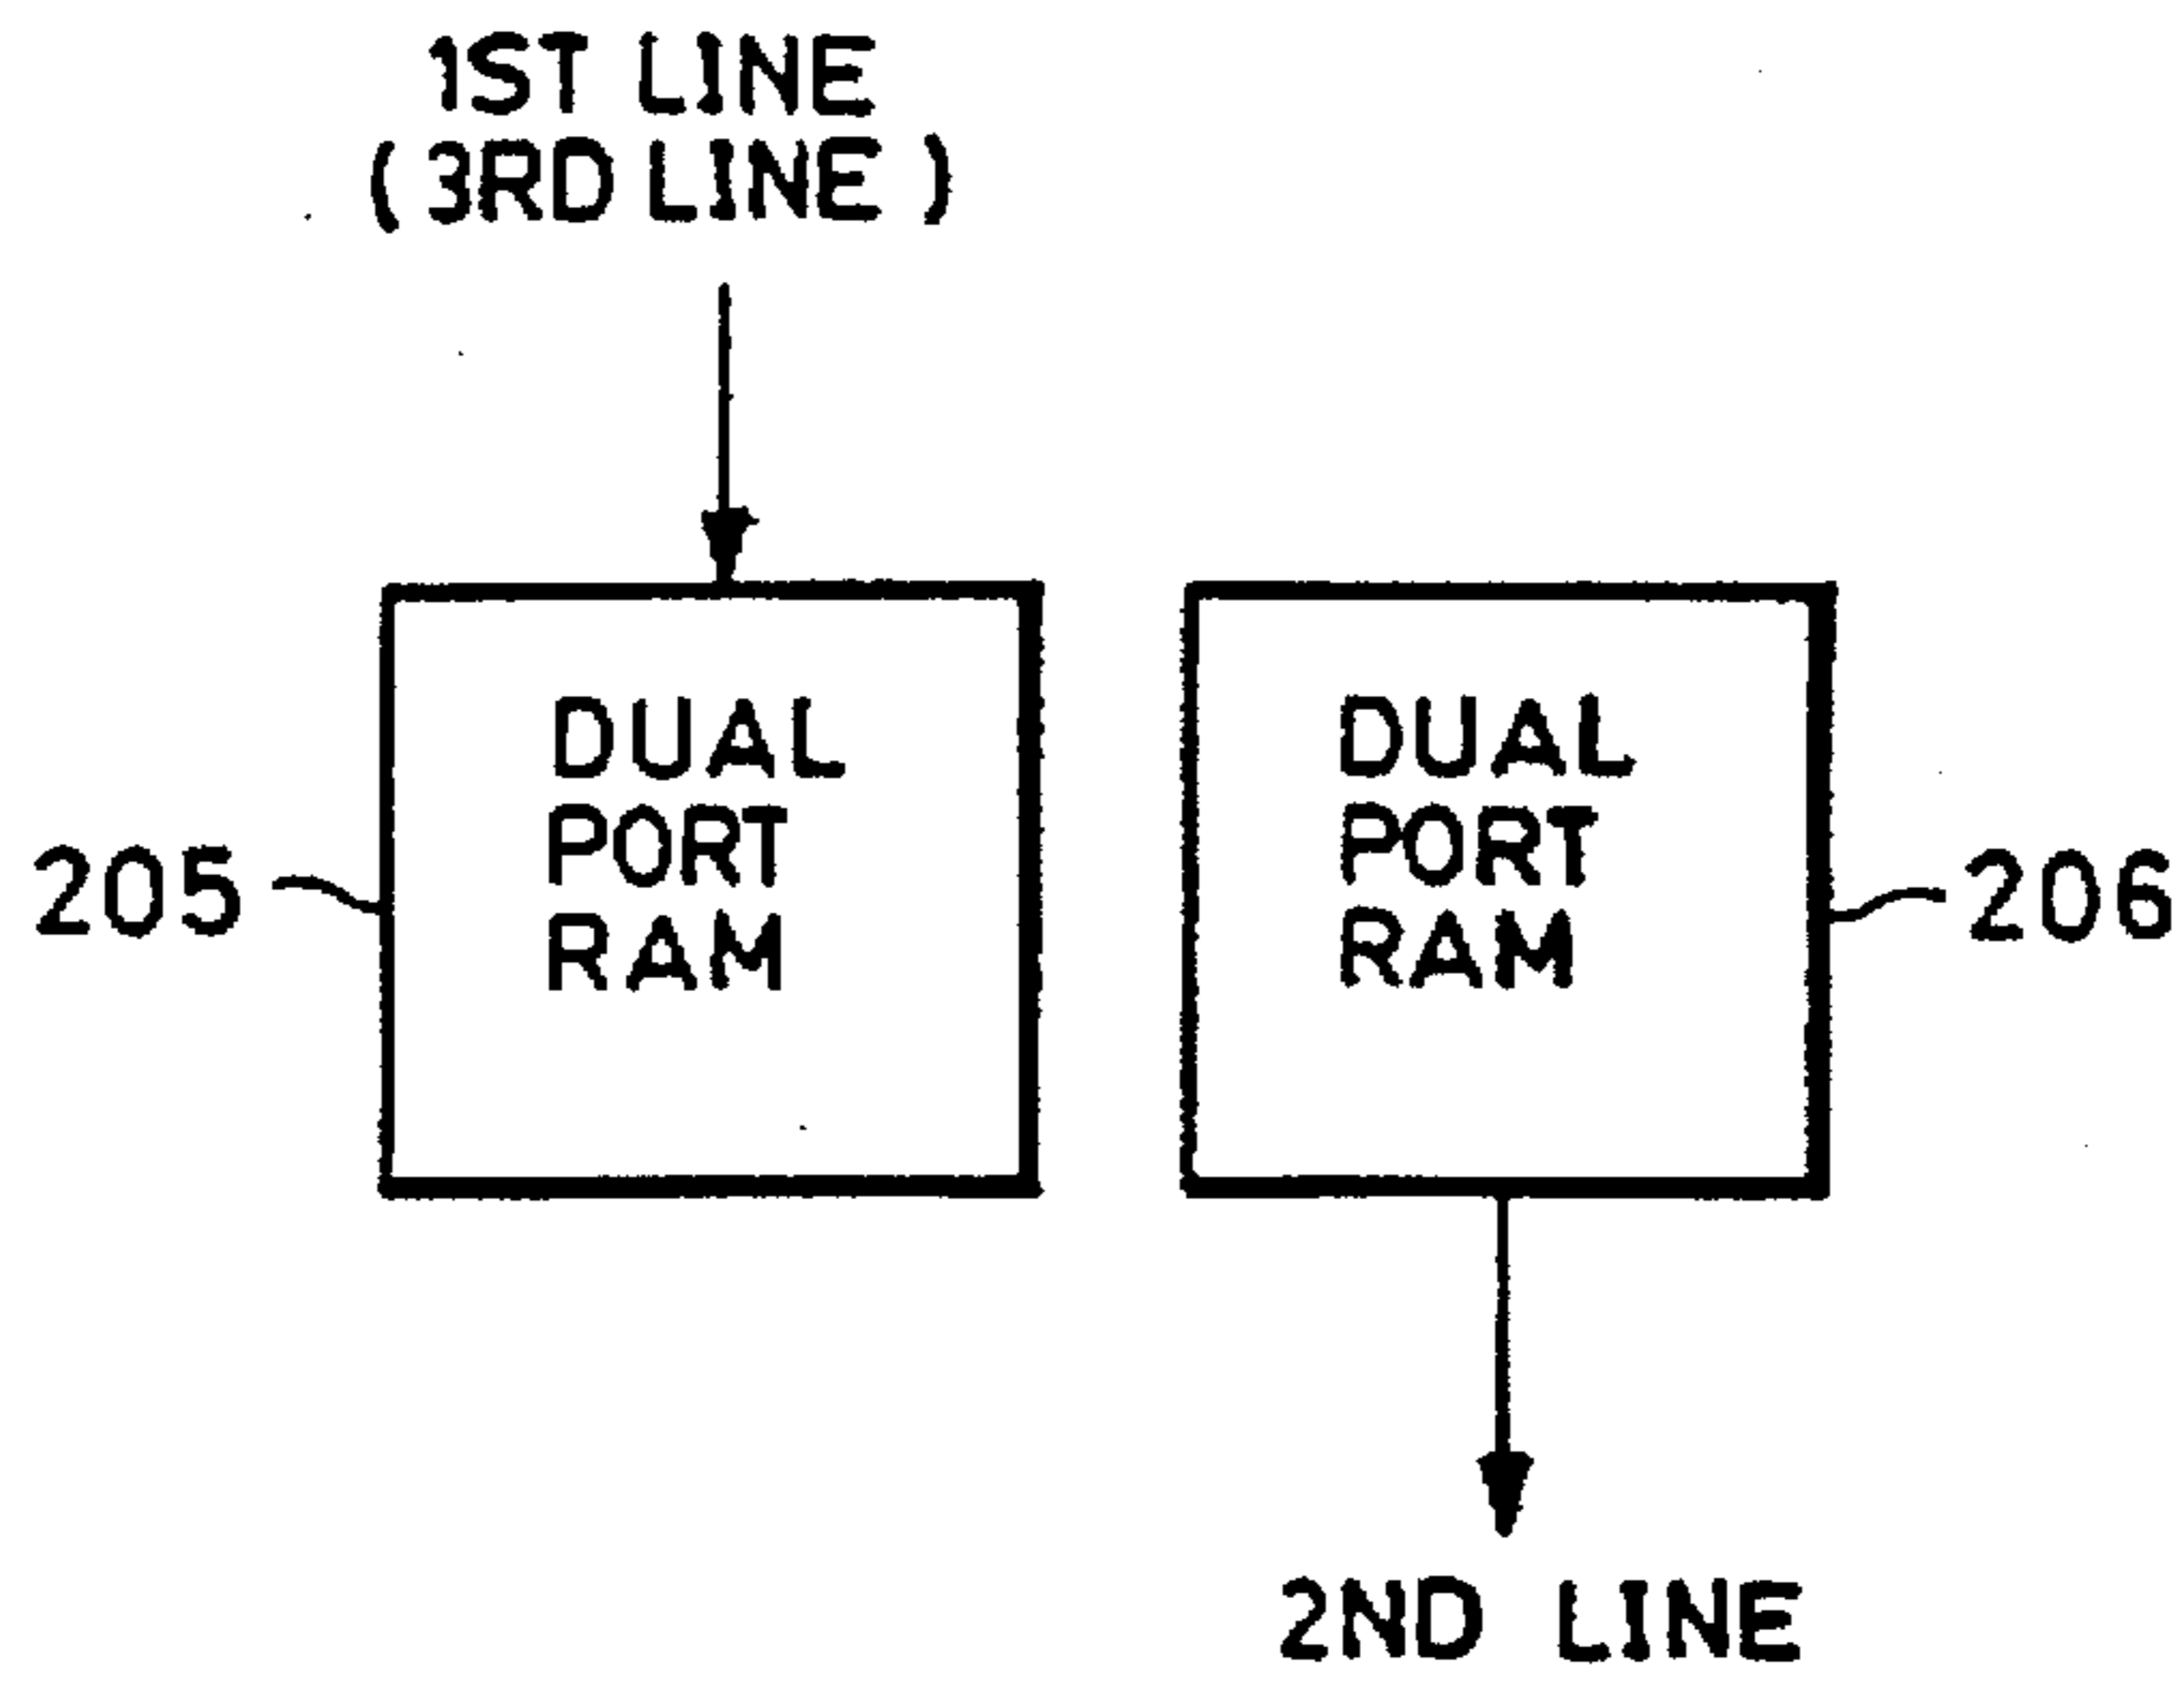 1ST LINE
( 3RD LINE )
DUAL
PORT
RAM
205
DUAL
PORT
RAM
206
2ND LINE